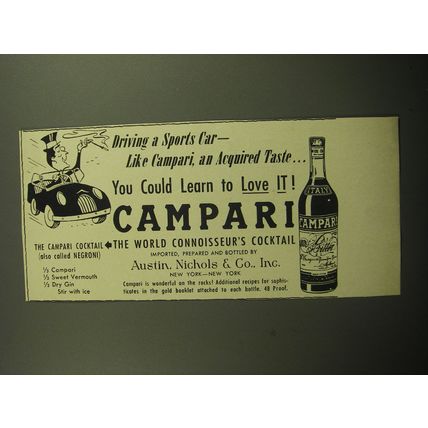 Driving a Sports Car—
Like Campari, an Acquired Taste...
You Could Learn to Love IT!
CAMPARI
THE WORLD CONNOISSEUR'S COCKTAIL
IMPORTED, PREPARED AND BOTTLED BY
Austin, Nichols & Co., Inc.
NEW YORK—NEW YORK
Campari is wonderful on the rocks! Additional recipes for sophis-
ticates in the gold booklet attached to each bottle. 48 Proof.
THE CAMPARI COCKTAIL
(also called NEGRONI)
⅓ Campari
⅓ Sweet Vermouth
⅓ Dry Gin
Stir with ice
CAMPARI